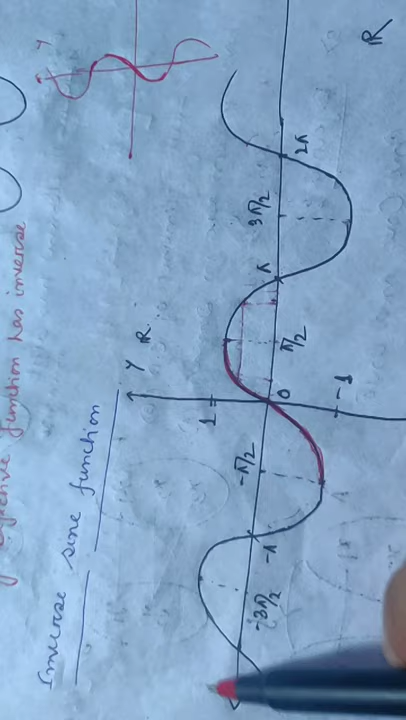 function has inverse
Inverse sine function
Y
Y
R
1
-3π/2
-π
-π/2
0
π/2
π
3π/2
2π
-1
R